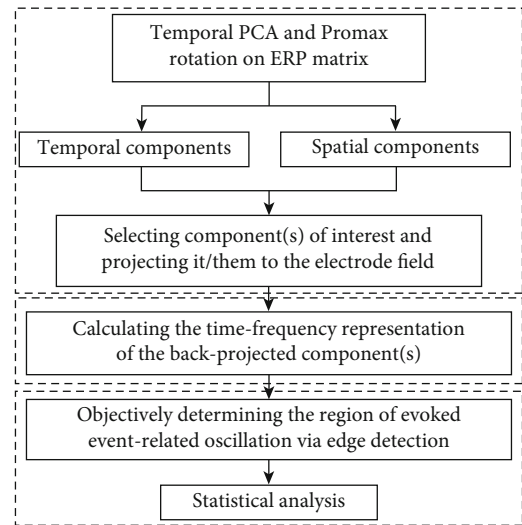 Temporal PCA and Promax
rotation on ERP matrix
Temporal components
Spatial components
Selecting component(s) of interest and
projecting it/them to the electrode field
Calculating the time-frequency representation
of the back-projected component(s)
Objectively determining the region of evoked
event-related oscillation via edge detection
Statistical analysis